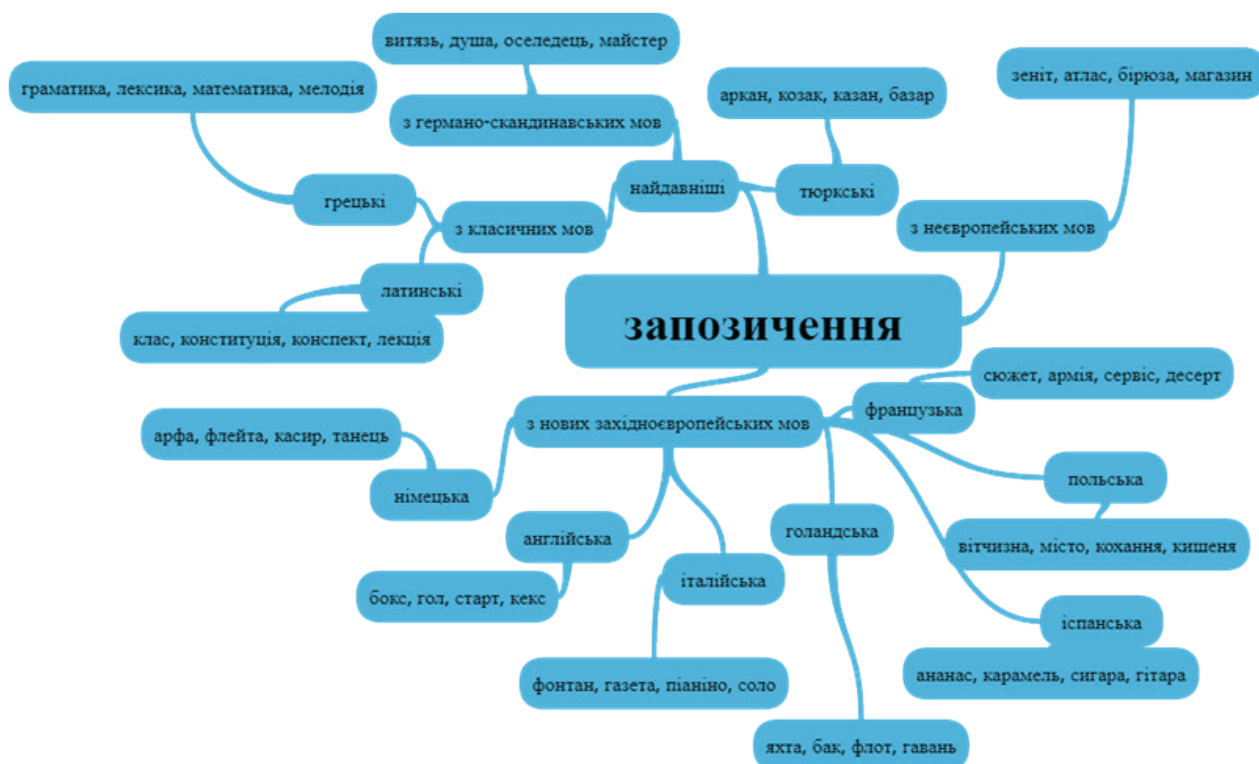 витязь, душа, оселедець, майстер
граматика, лексика, математика, мелодія
зеніт, атлас, бірюза, магазин
аркан, козак, казан, базар
з германо-скандинавських мов
найдавніші
тюркські
грецькі
з класичних мов
з неєвропейських мов
латинські
клас, конституція, конспект, лекція
запозичення
сюжет, армія, сервіс, десерт
французька
з нових західноєвропейських мов
арфа, флейта, касир, танець
німецька
польська
англійська
голандська
вітчизна, місто, кохання, кишеня
італійська
бокс, гол, старт, кекс
іспанська
ананас, карамель, сигара, гітара
фонтан, газета, піаніно, соло
яхта, бак, флот, гавань